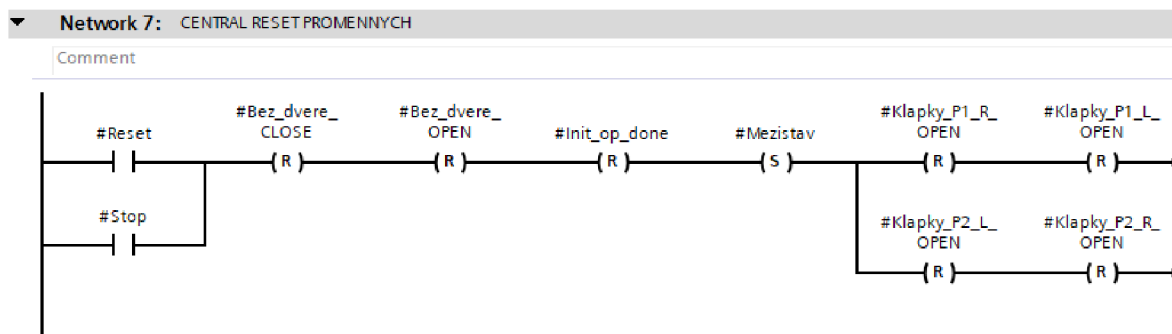 Network 7: CENTRAL RESET PROMENNYCH
Comment
#Reset
#Bez_dvere_
CLOSE
#Bez_dvere_
OPEN
#Init_op_done
#Mezistav
#Klapky_P1_R_
OPEN
#Klapky_P1_L_
OPEN
R
R
R
S
R
R
#Stop
#Klapky_P2_L_
OPEN
#Klapky_P2_R_
OPEN
R
R